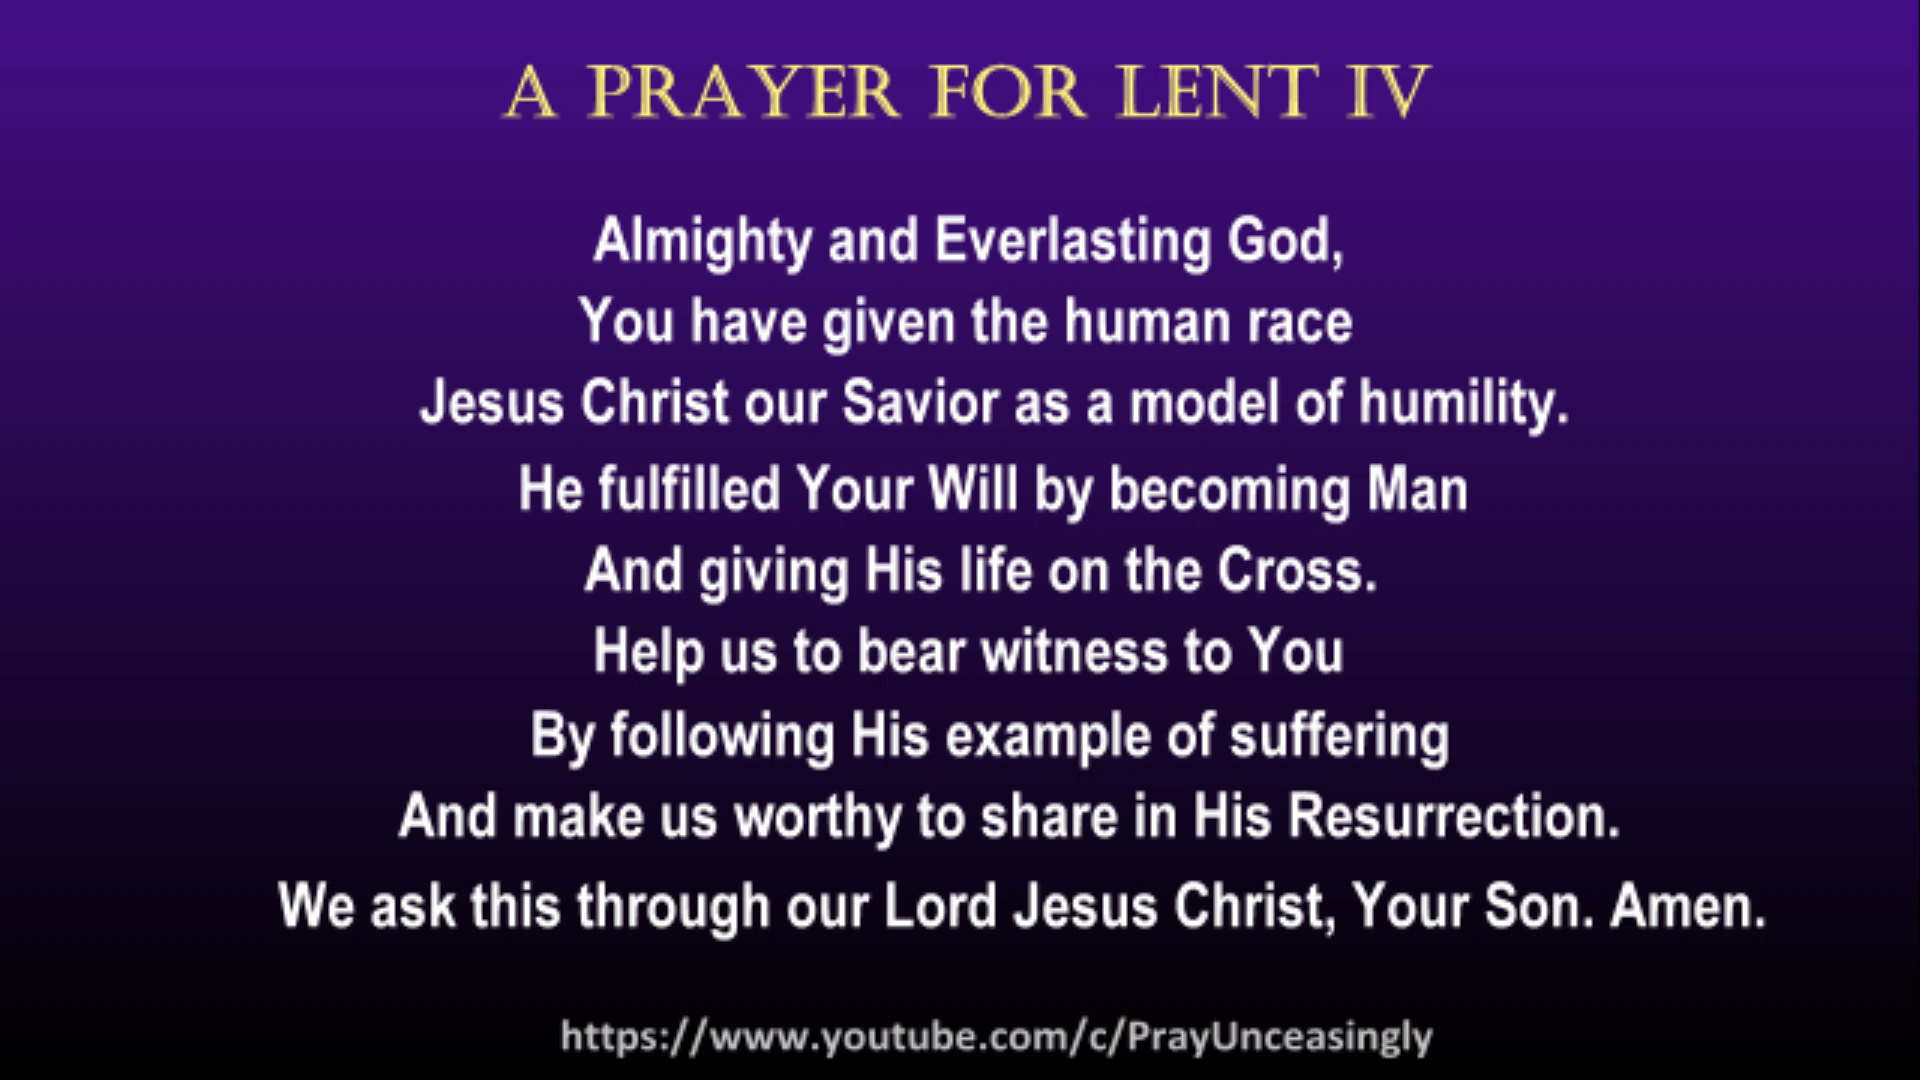 A PRAYER FOR LENT IV
Almighty and Everlasting God,
You have given the human race
Jesus Christ our Savior as a model of humility.
He fulfilled Your Will by becoming Man
And giving His life on the Cross.
Help us to bear witness to You
By following His example of suffering
And make us worthy to share in His Resurrection.
We ask this through our Lord Jesus Christ, Your Son. Amen.
https://www.youtube.com/c/PrayUnceasingly